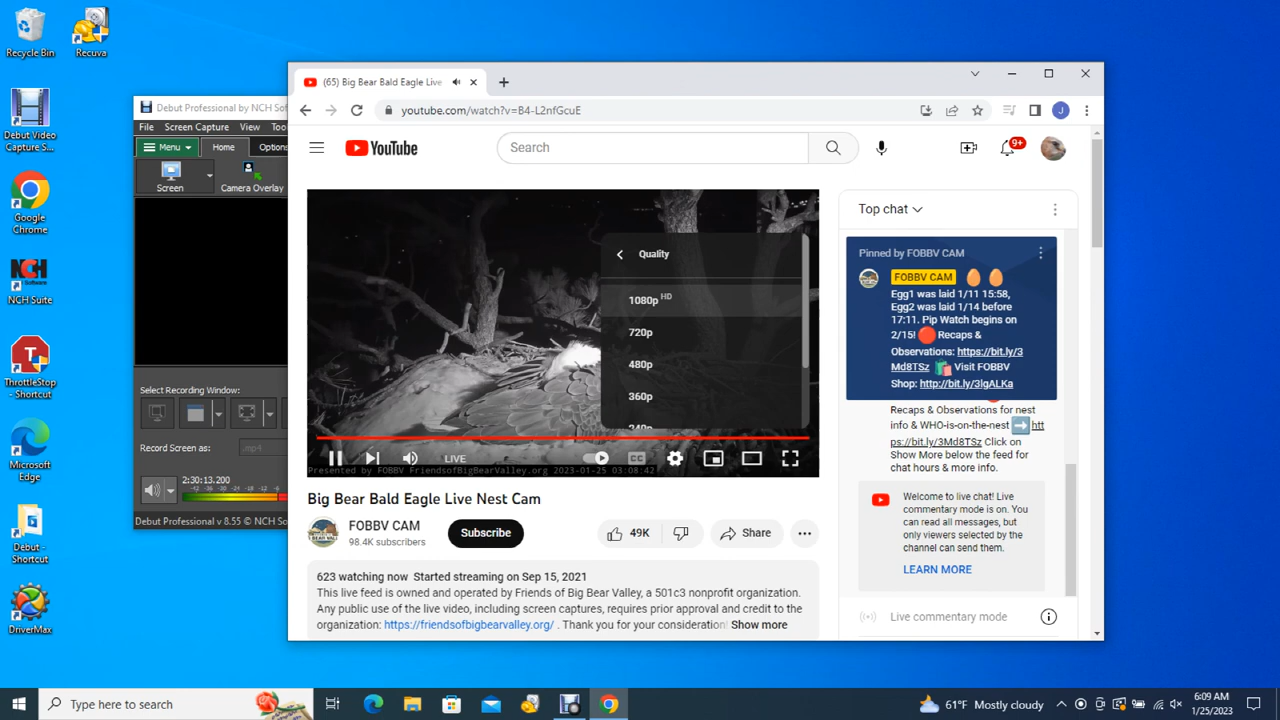 Recycle Bin
Recuva
Debut Video
Capture S...
Google
Chrome
NCH Suite
ThrottleStop
- Shortcut
Microsoft
Edge
Debut -
Shortcut
DriverMax
Debut Professional by NCH Sof
File Screen Capture View Too
Menu Home Options
Screen Camera Overlay
Select Recording Window:
Record Screen as: .mp4
2:30:13.200
-42 -36 -30 -24 -18 -12 -6
Debut Professional v 8.55 © NCH So
(65) Big Bear Bald Eagle Live
youtube.com/watch?v=B4-L2nfGcuE
J
YouTube
Search
9+
Quality
1080p HD
720p
480p
360p
240p
LIVE
CC
Presented by FOBBV FriendsofBigBearValley.org 2023-01-25 03:08:42
Big Bear Bald Eagle Live Nest Cam
FOBBV CAM
98.4K subscribers
Subscribe
49K
Share
623 watching now Started streaming on Sep 15, 2021
This live feed is owned and operated by Friends of Big Bear Valley, a 501c3 nonprofit organization.
Any public use of the live video, including screen captures, requires prior approval and credit to the
organization: https://friendsofbigbearvalley.org/ . Thank you for your consideration! Show more
Top chat
Pinned by FOBBV CAM
FOBBV CAM
Egg1 was laid 1/11 15:58,
Egg2 was laid 1/14 before
17:11. Pip Watch begins on
2/15! Recaps &
Observations: https://bit.ly/3
Md8TSz Visit FOBBV
Shop: http://bit.ly/3lgALKa
Recaps & Observations for nest
info & WHO-is-on-the-nest htt
ps://bit.ly/3Md8TSz Click on
Show More below the feed for
chat hours & more info.
Welcome to live chat! Live
commentary mode is on. You
can read all messages, but
only viewers selected by the
channel can send them.
LEARN MORE
Live commentary mode
Type here to search
61°F Mostly cloudy
6:09 AM
1/25/2023